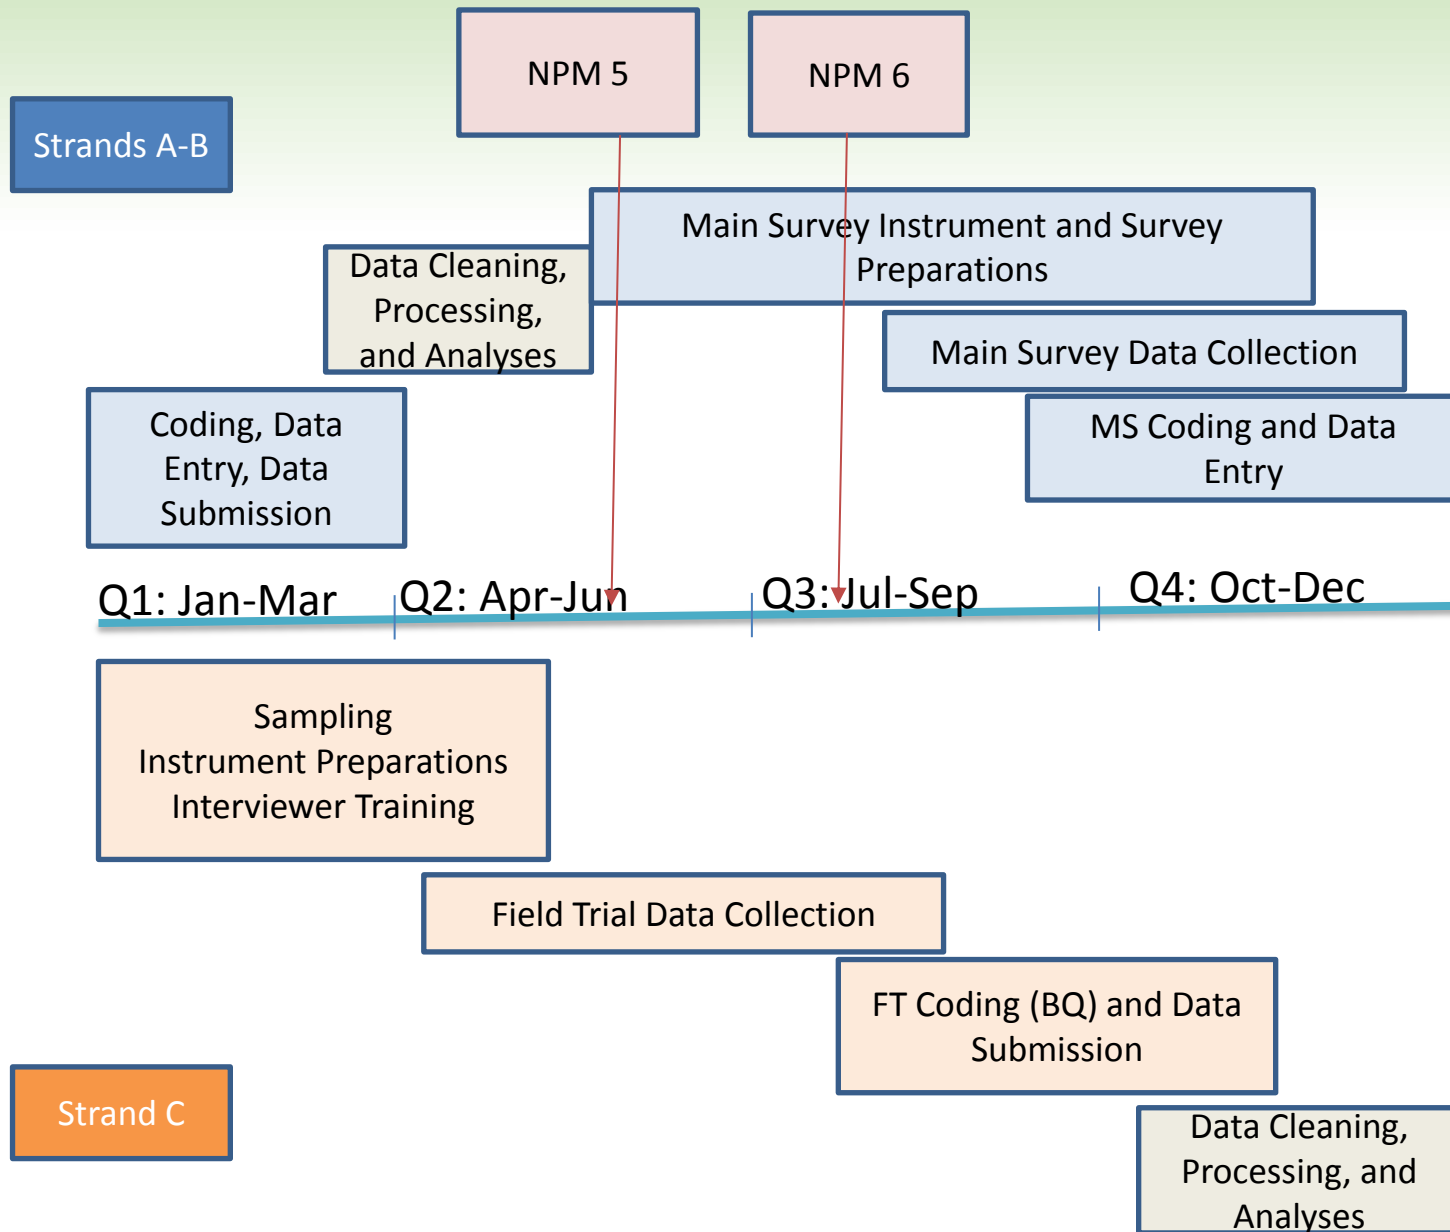 NPM 5
NPM 6
Strands A-B
Main Survey Instrument and Survey
Preparations
Data Cleaning,
Processing,
and Analyses
Main Survey Data Collection
Coding, Data
Entry, Data
Submission
MS Coding and Data
Entry
Q1: Jan-Mar
Q2: Apr-Jun
Q3: Jul-Sep
Q4: Oct-Dec
Sampling
Instrument Preparations
Interviewer Training
Field Trial Data Collection
FT Coding (BQ) and Data
Submission
Strand C
Data Cleaning,
Processing, and
Analyses